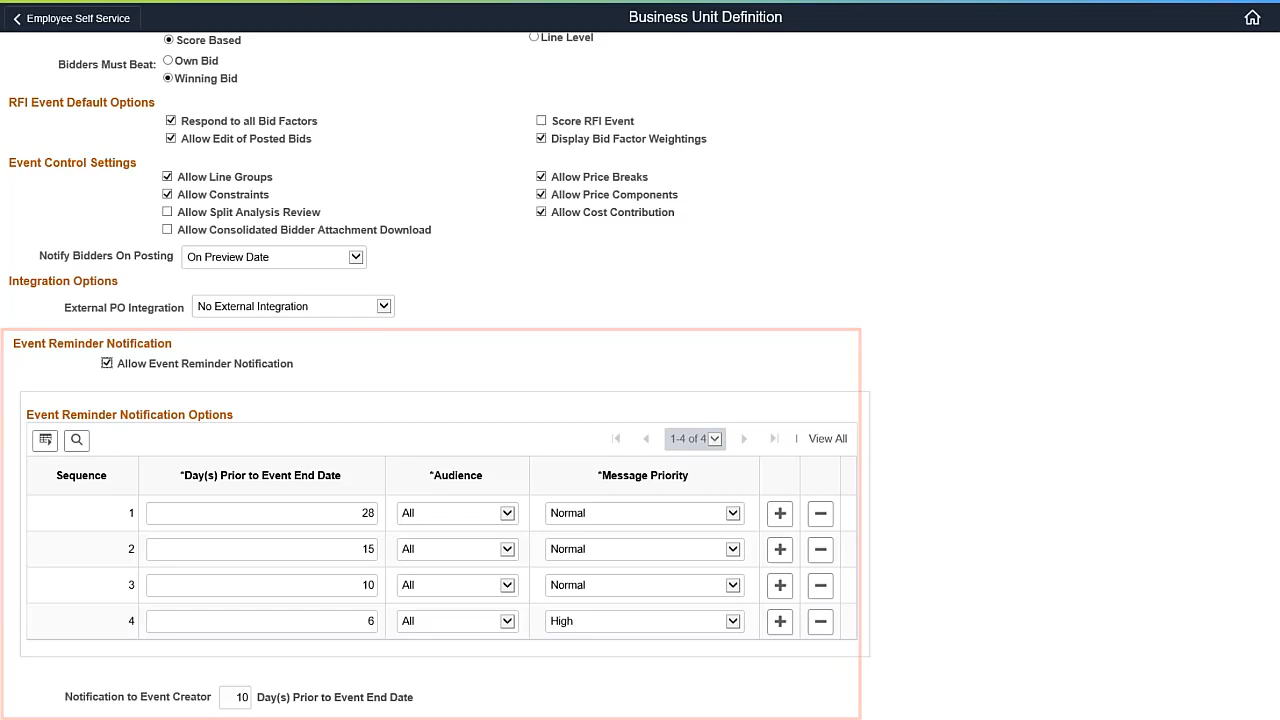 Employee Self Service
Business Unit Definition
Score Based
Line Level
Bidders Must Beat:
Own Bid
Winning Bid
RFI Event Default Options
Respond to all Bid Factors
Score RFI Event
Allow Edit of Posted Bids
Display Bid Factor Weightings
Event Control Settings
Allow Line Groups
Allow Price Breaks
Allow Constraints
Allow Price Components
Allow Split Analysis Review
Allow Cost Contribution
Allow Consolidated Bidder Attachment Download
Notify Bidders On Posting On Preview Date
Integration Options
External PO Integration No External Integration
Event Reminder Notification
Allow Event Reminder Notification
Event Reminder Notification Options
1-4 of 4 | View All
Sequence *Day(s) Prior to Event End Date *Audience *Message Priority
1 28 All Normal
2 15 All Normal
3 10 All Normal
4 6 All High
Notification to Event Creator 10 Day(s) Prior to Event End Date